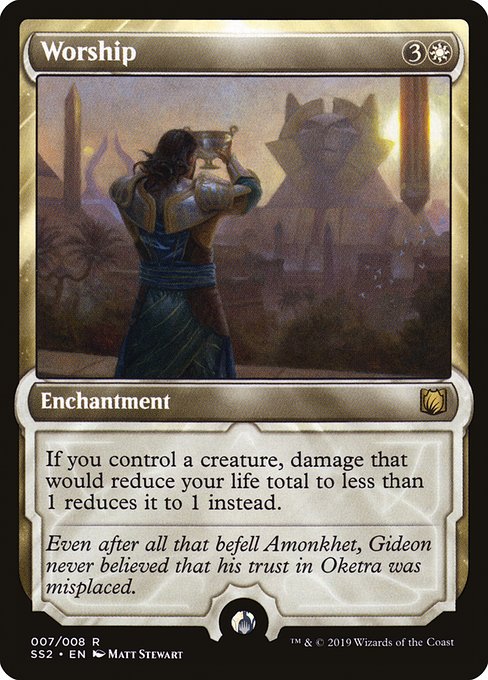 Worship 3
Enchantment
If you control a creature, damage that
would reduce your life total to less than
1 reduces it to 1 instead.
Even after all that befell Amonkhet, Gideon
never believed that his trust in Oketra was
misplaced.
007/008 R
SS2 • EN Matt Stewart
™ & © 2019 Wizards of the Coast